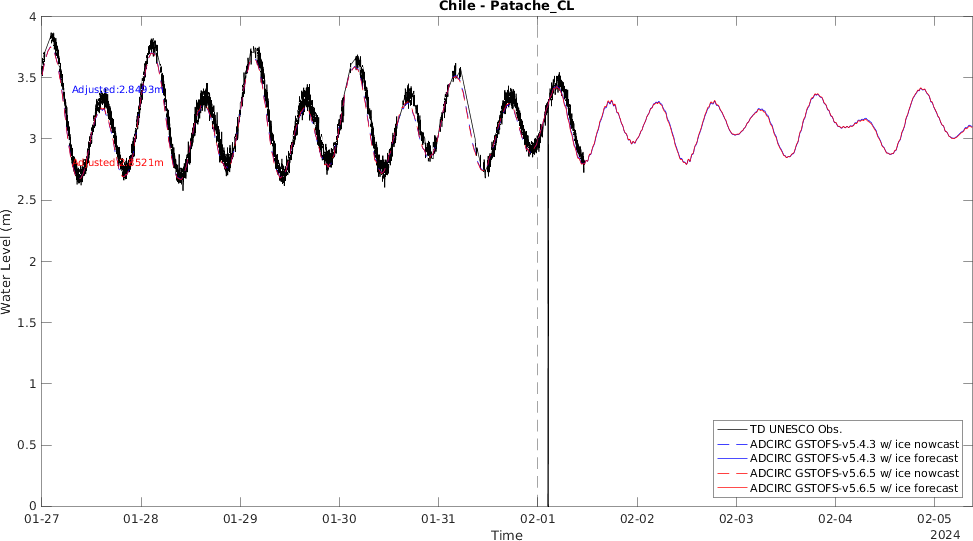 Chile - Patache_CL
4
3.5
3
2.5
2
1.5
1
0.5
0
Water Level (m)
Adjusted:2.8493m
TD UNESCO Obs.
ADCIRC GSTOFS-v5.4.3 w/ ice nowcast
ADCIRC GSTOFS-v5.4.3 w/ ice forecast
ADCIRC GSTOFS-v5.6.5 w/ ice nowcast
ADCIRC GSTOFS-v5.6.5 w/ ice forecast
01-27 01-28 01-29 01-30 01-31 02-01 02-02 02-03 02-04 02-05
Time
2024